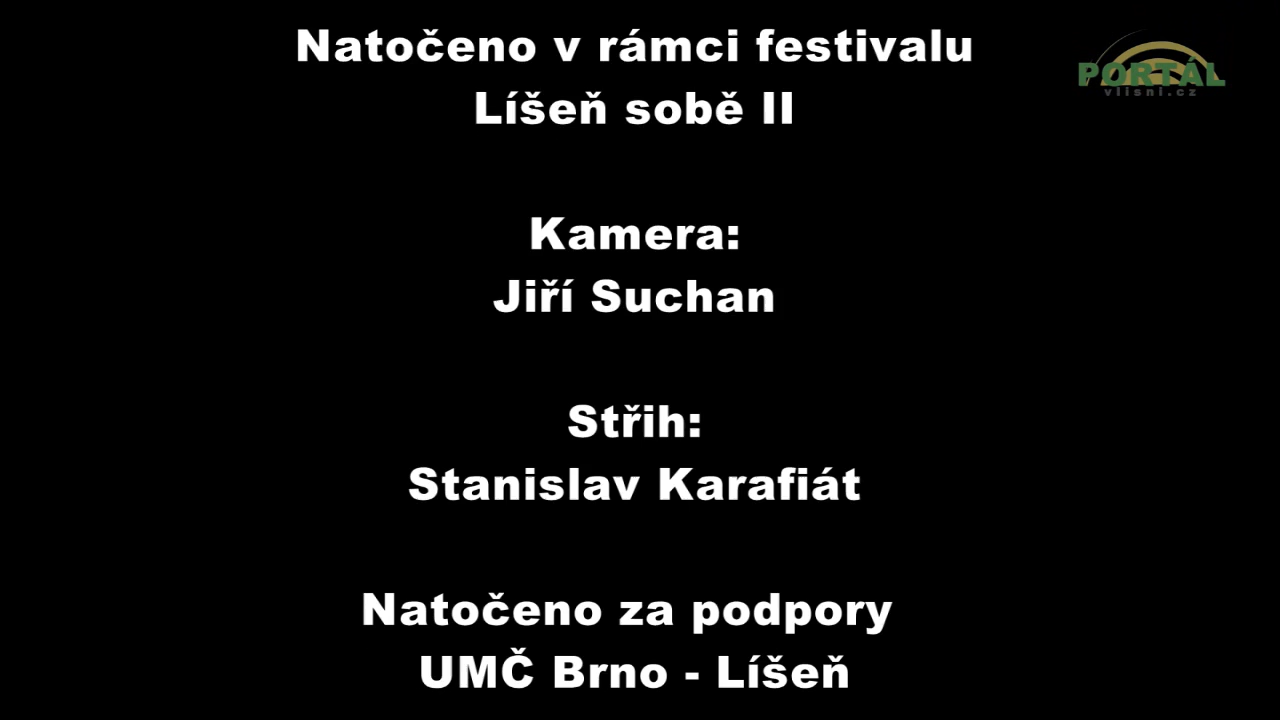 Natočeno v rámci festivalu
Líšeň sobě II
PORTÁL
vlisni.cz
Kamera:
Jiří Suchan
Střih:
Stanislav Karafiát
Natočeno za podpory
UMČ Brno - Líšeň